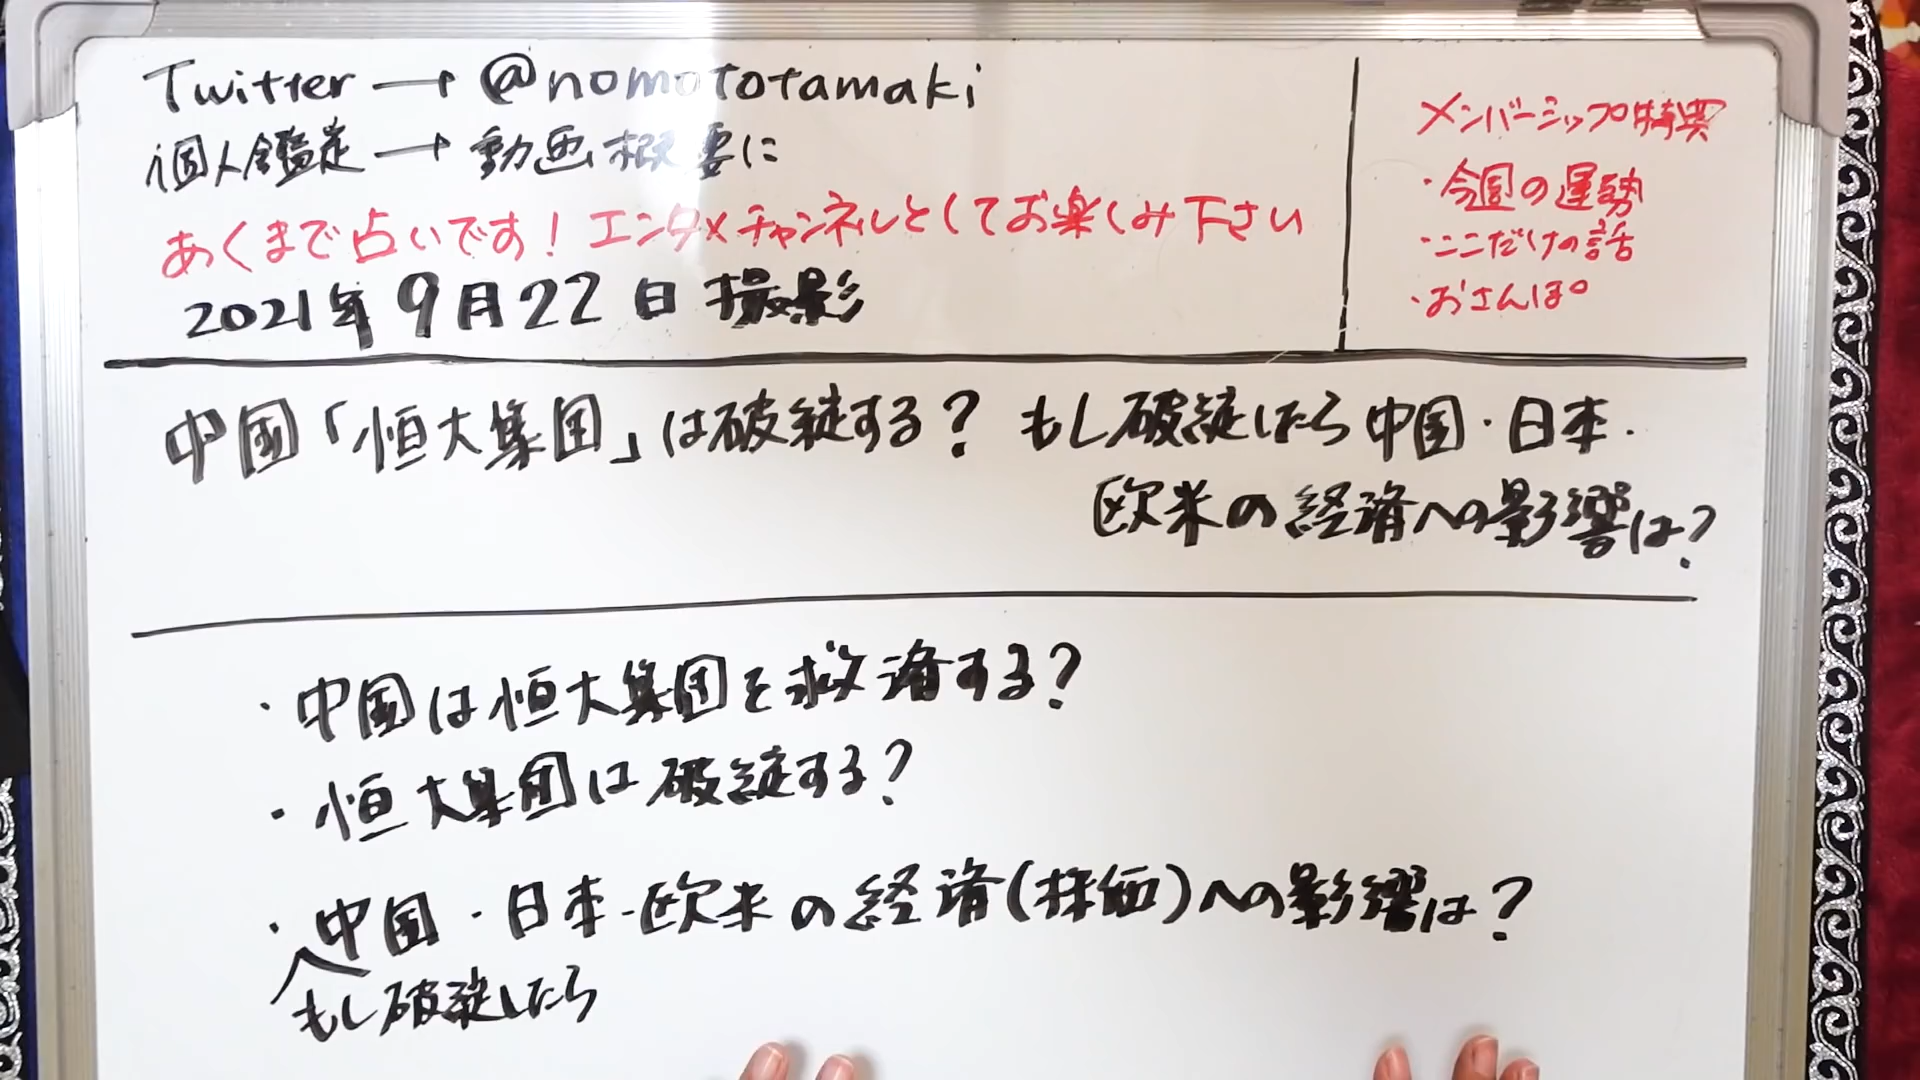 Twitter → @nomototamaki
個人鑑定 → 動画概要に
あくまで占いです! エンタメチャンネルとしてお楽しみ下さい
2021年9月22日撮影
メンバーシップ特典
・今週の運勢
・ここだけの話
・おさんぽ
中国「恒大集団」は破綻する? もし破綻したら中国・日本・
欧米の経済への影響は?
・中国は恒大集団を救済する?
・恒大集団は破綻する?
・中国・日本・欧米の経済(株価)への影響は?
もし破綻したら